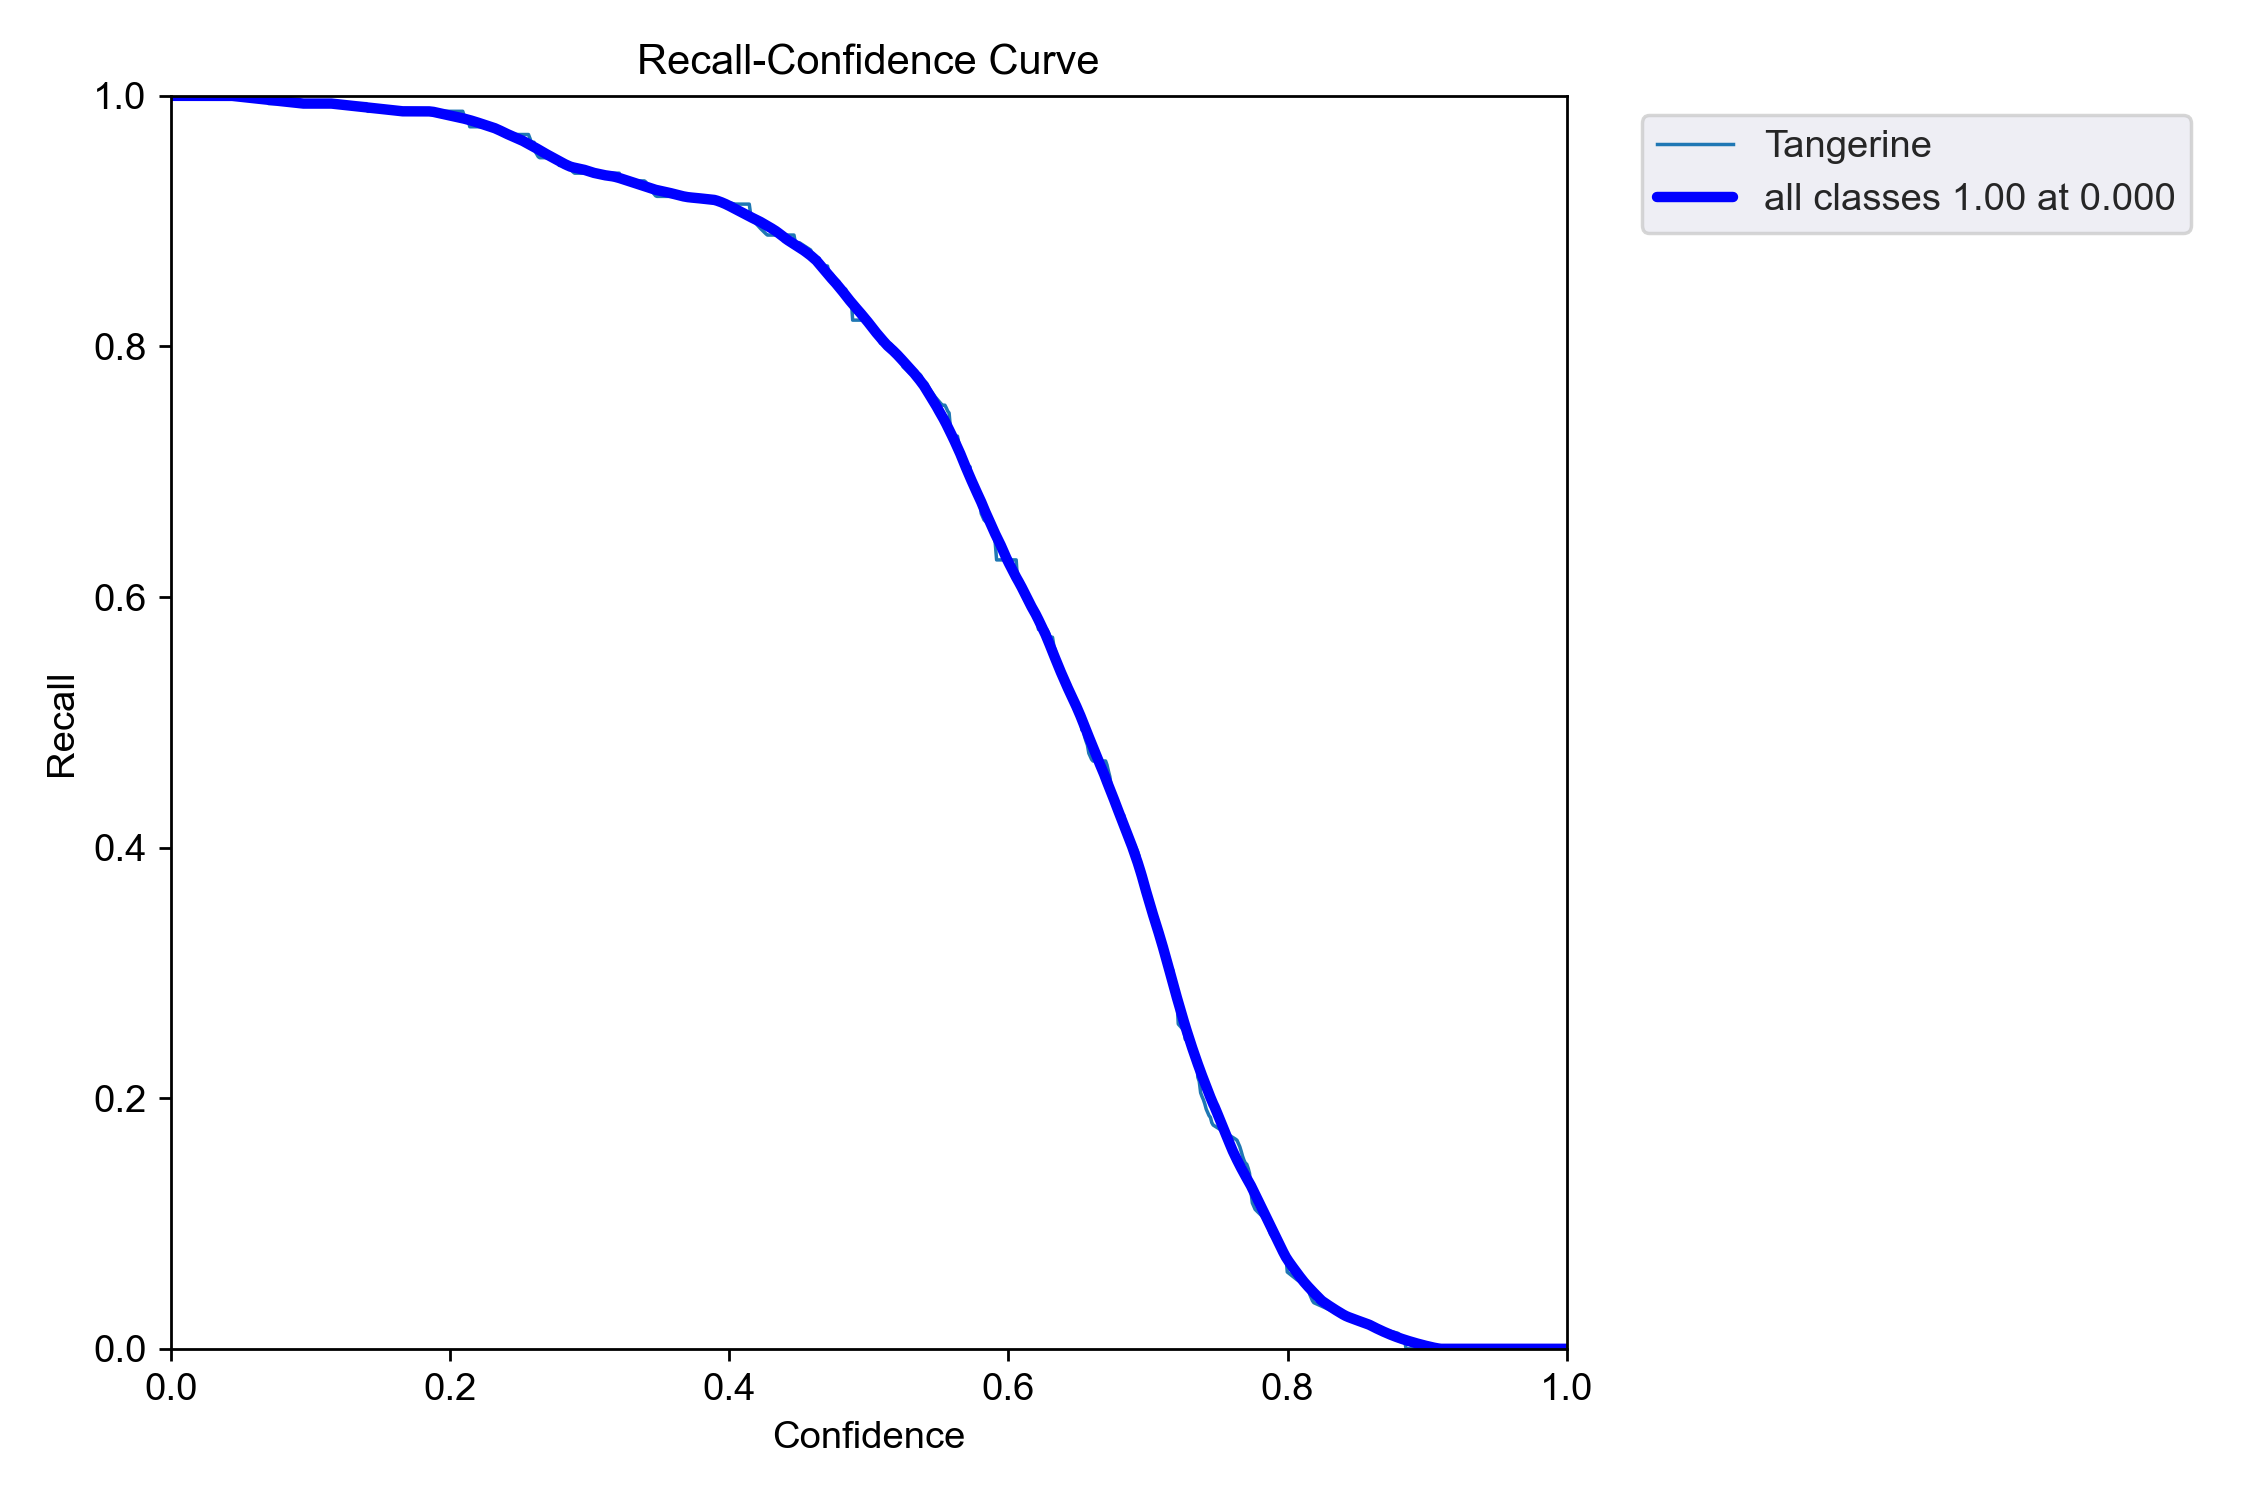 Recall-Confidence Curve
1.0
0.8
0.6
0.4
0.2
0.0
Recall
0.0 0.2 0.4 0.6 0.8 1.0
Confidence
Tangerine
all classes 1.00 at 0.000